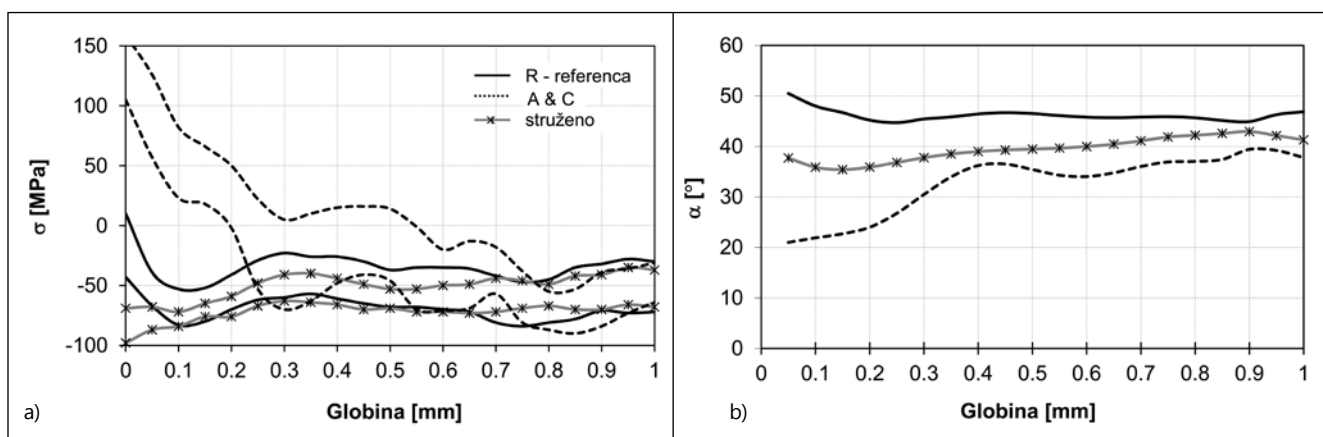 150
100
50
0
-50
-100
σ [MPa]
R - referenca
A & C
struženo
0 0.1 0.2 0.3 0.4 0.5 0.6 0.7 0.8 0.9 1
Globina [mm]
a)
60
50
40
30
20
10
0
α [°]
0 0.1 0.2 0.3 0.4 0.5 0.6 0.7 0.8 0.9 1
Globina [mm]
b)